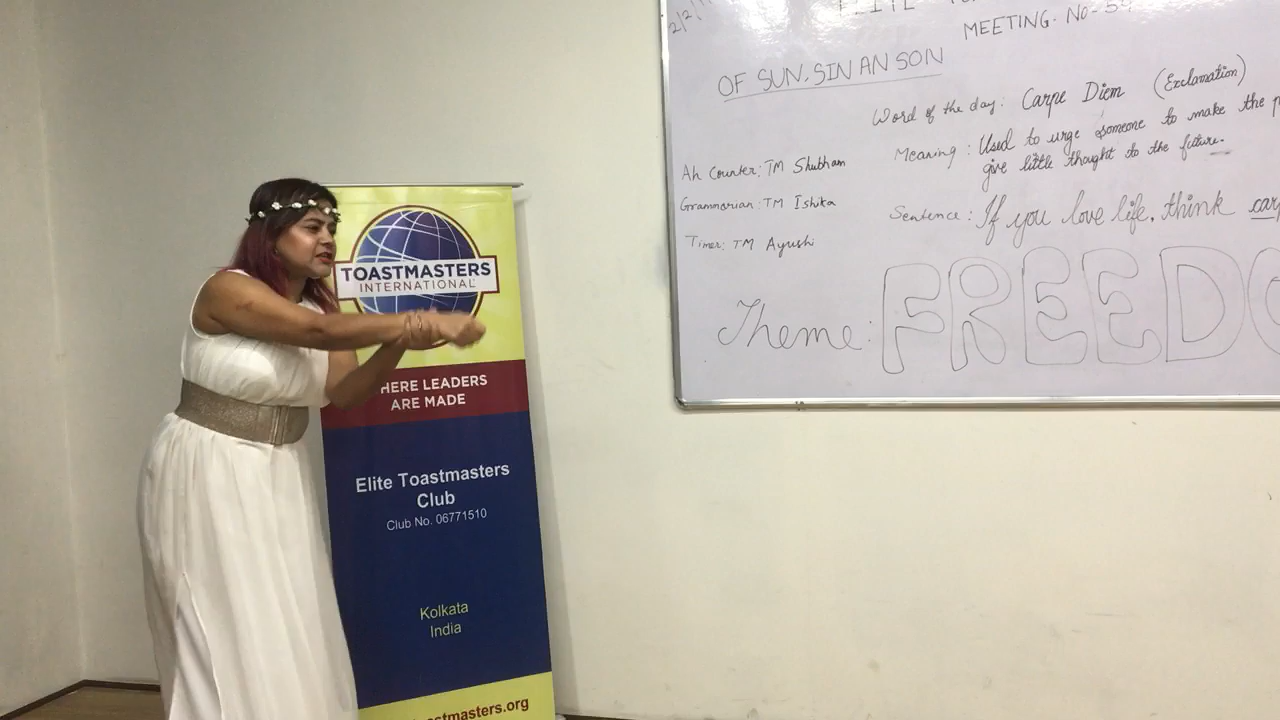 ELITE
MEETING. NO-54
OF SUN, SIN AN SON
Word of the day: Carpe Diem (Exclamation)
Meaning: Used to urge someone to make the
give little thought to the future.
Ah Counter: TM Shubham
Grammarian: TM Ishika
Timer: TM Ayushi
Sentence: If you love life, think
Theme: FREEDO
TOASTMASTERS
INTERNATIONAL
HERE LEADERS
ARE MADE
Elite Toastmasters
Club
Club No. 06771510
Kolkata
India
toastmasters.org